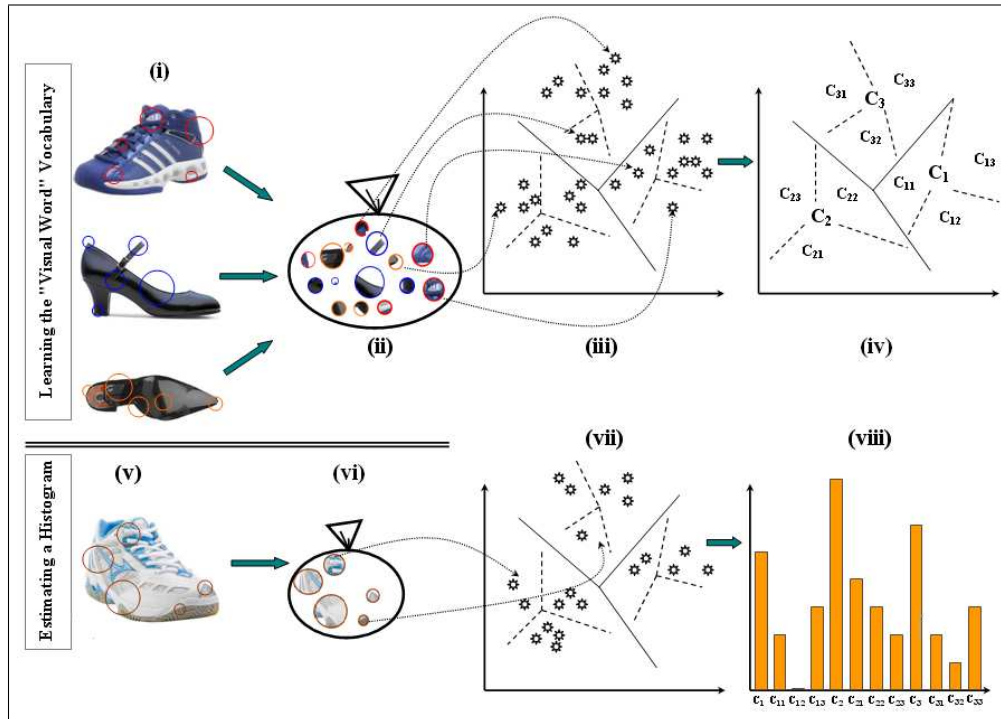 Learning the "Visual Word" Vocabulary
(i)
(ii)
(iii)
(iv)
C31
C33
C3
C32
C13
C1
C11
C23
C22
C12
C2
C21
Estimating a Histogram
(v)
(vi)
(vii)
(viii)
C1 C11 C12 C13 C2 C21 C22 C23 C3 C31 C32 C33